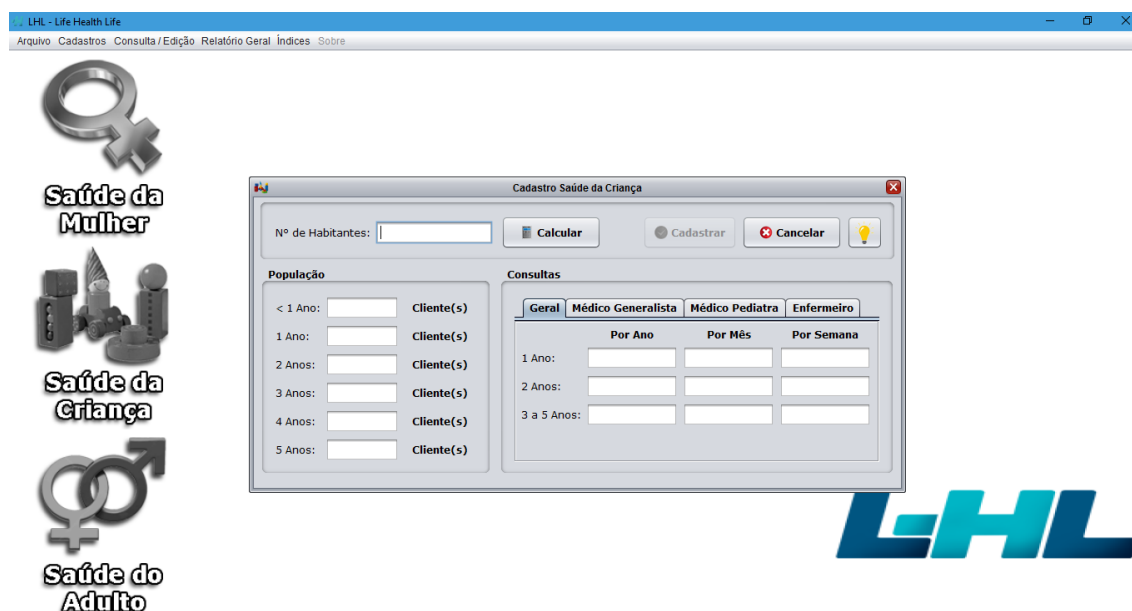 LHL - Life Health Life
Arquivo Cadastros Consulta / Edição Relatório Geral Índices Sobre
Saúde da
Mulher
Saúde da
Criança
Saúde do
Adulto
Cadastro Saúde da Criança
Nº de Habitantes: Calcular Cadastrar Cancelar
População
< 1 Ano: Cliente(s)
1 Ano: Cliente(s)
2 Anos: Cliente(s)
3 Anos: Cliente(s)
4 Anos: Cliente(s)
5 Anos: Cliente(s)
Consultas
Geral Médico Generalista Médico Pediatra Enfermeiro
Por Ano Por Mês Por Semana
1 Ano:
2 Anos:
3 a 5 Anos:
LHL